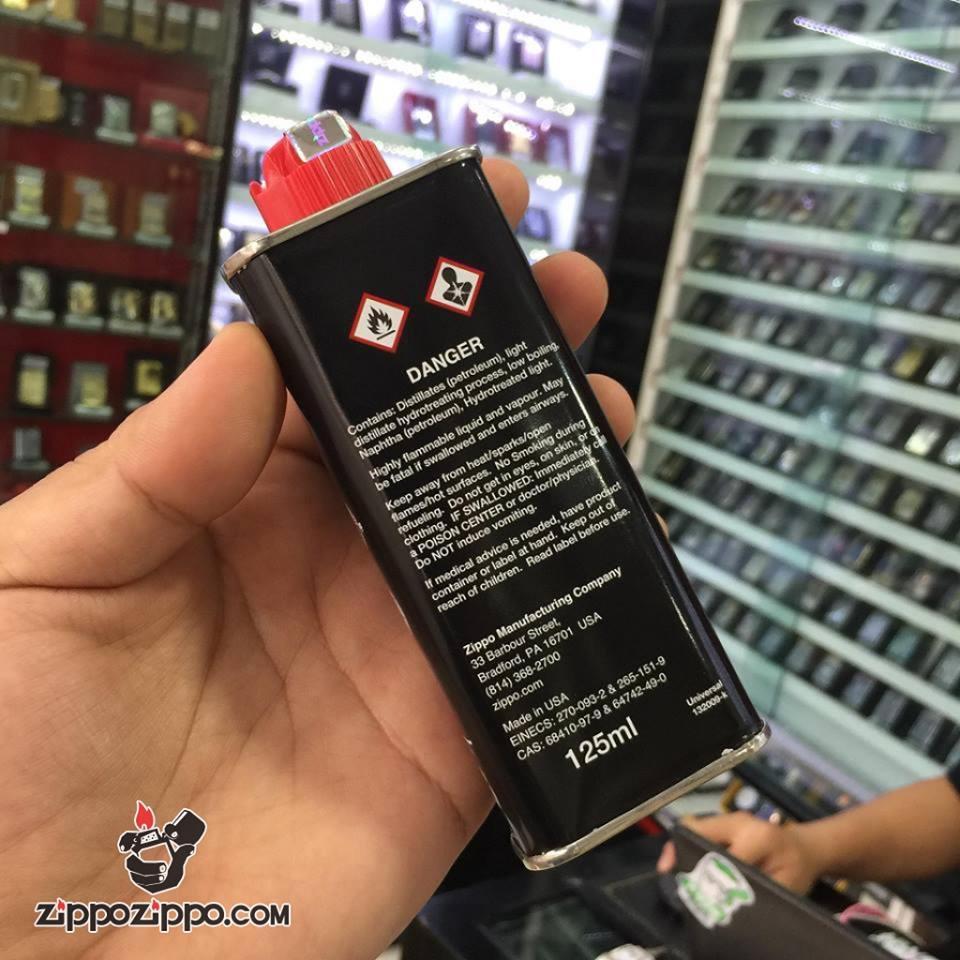 DANGER
Contains: Distillates (petroleum), light
distillate hydrotreating process, low boiling,
Naphtha (petroleum), Hydrotreated light.
Highly flammable liquid and vapour. May
be fatal if swallowed and enters airways.
Keep away from heat/sparks/open
flames/hot surfaces. No Smoking during
refueling. Do not get in eyes, on skin, or on
clothing. IF SWALLOWED: Immediately call
a POISON CENTER or doctor/physician.
Do NOT induce vomiting.
If medical advice is needed, have product
container or label at hand. Keep out of
reach of children. Read label before use.
Zippo Manufacturing Company
33 Barbour Street,
Bradford, PA 16701 USA
(814) 368-2700
zippo.com
Made in USA
EINECS: 270-093-2 & 265-151-9
CAS: 68410-97-9 & 64742-49-0
125ml
Universal
132009-k
ZIPPOZIPPO.COM